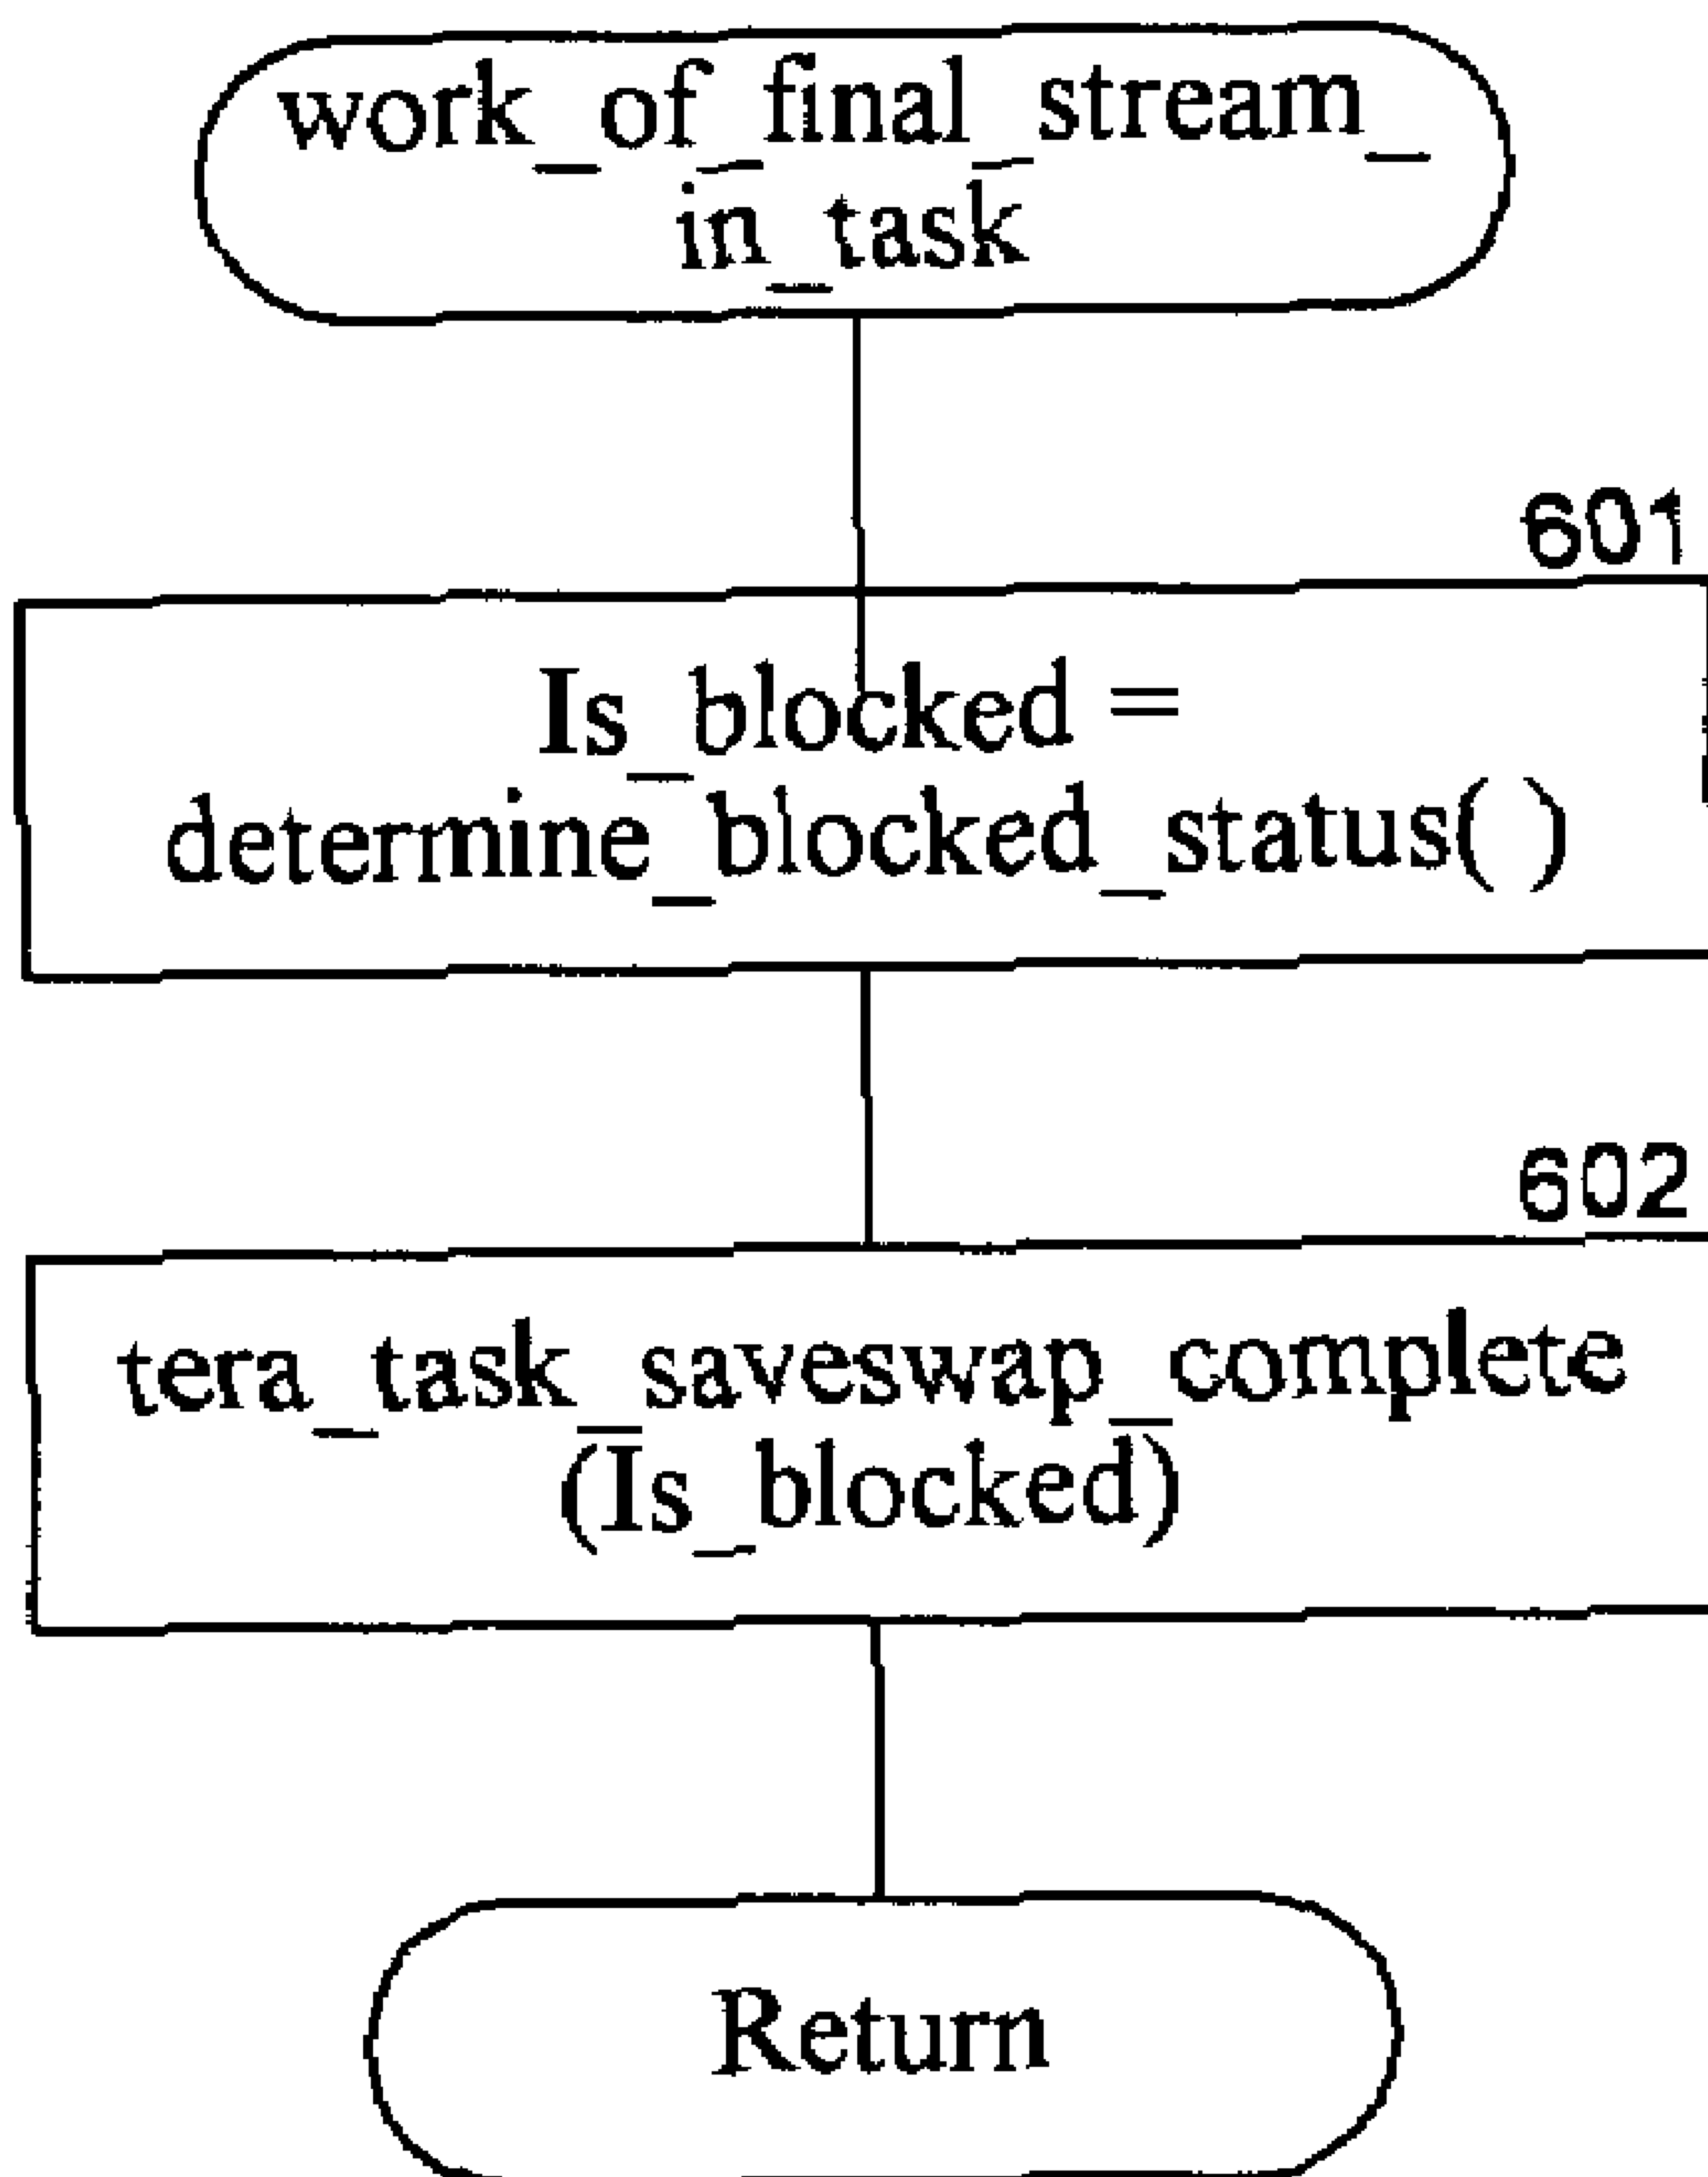 work_of_final_stream_
in_task
601
Is_blocked =
determine_blocked_status( )
602
tera_task_saveswap_complete
(Is_blocked)
Return